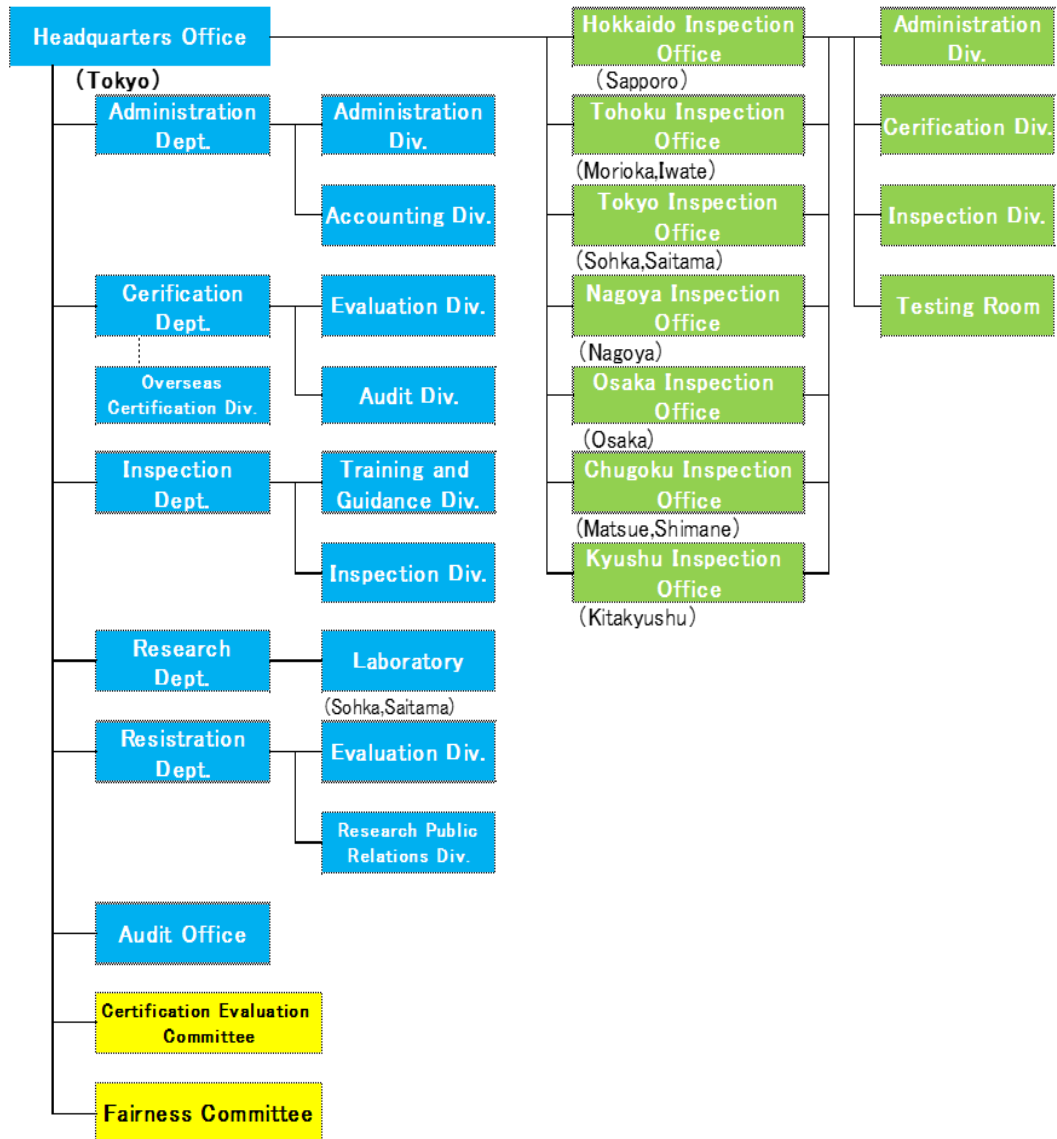 Headquarters Office
(Tokyo)
Administration
Dept.
Administration
Div.
Accounting Div.
Cerification
Dept.
Evaluation Div.
Overseas
Certification Div.
Audit Div.
Inspection
Dept.
Training and
Guidance Div.
Inspection Div.
Research
Dept.
Laboratory
(Sohka,Saitama)
Resistration
Dept.
Evaluation Div.
Research Public
Relations Div.
Audit Office
Certification Evaluation
Committee
Fairness Committee
Hokkaido Inspection
Office
(Sapporo)
Tohoku Inspection
Office
(Morioka,Iwate)
Tokyo Inspection
Office
(Sohka,Saitama)
Nagoya Inspection
Office
(Nagoya)
Osaka Inspection
Office
(Osaka)
Chugoku Inspection
Office
(Matsue,Shimane)
Kyushu Inspection
Office
(Kitakyushu)
Administration
Div.
Cerification Div.
Inspection Div.
Testing Room